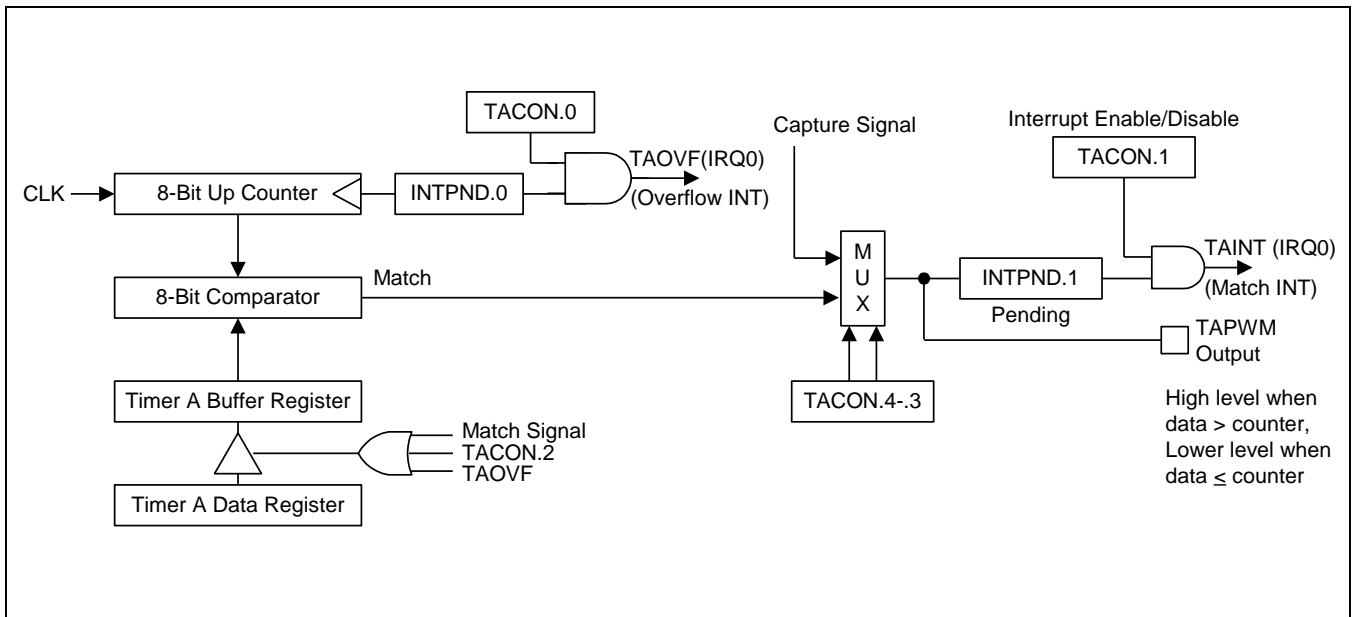 TACON.0
Capture Signal
Interrupt Enable/Disable
TACON.1
TAOVF(IRQ0)
(Overflow INT)
CLK
8-Bit Up Counter
INTPND.0
M
U
X
TAINT (IRQ0)
(Match INT)
8-Bit Comparator
Match
INTPND.1
Pending
TAPWM
Output
Timer A Buffer Register
TACON.4-.3
High level when
data > counter,
Lower level when
data ≤ counter
Match Signal
TACON.2
TAOVF
Timer A Data Register